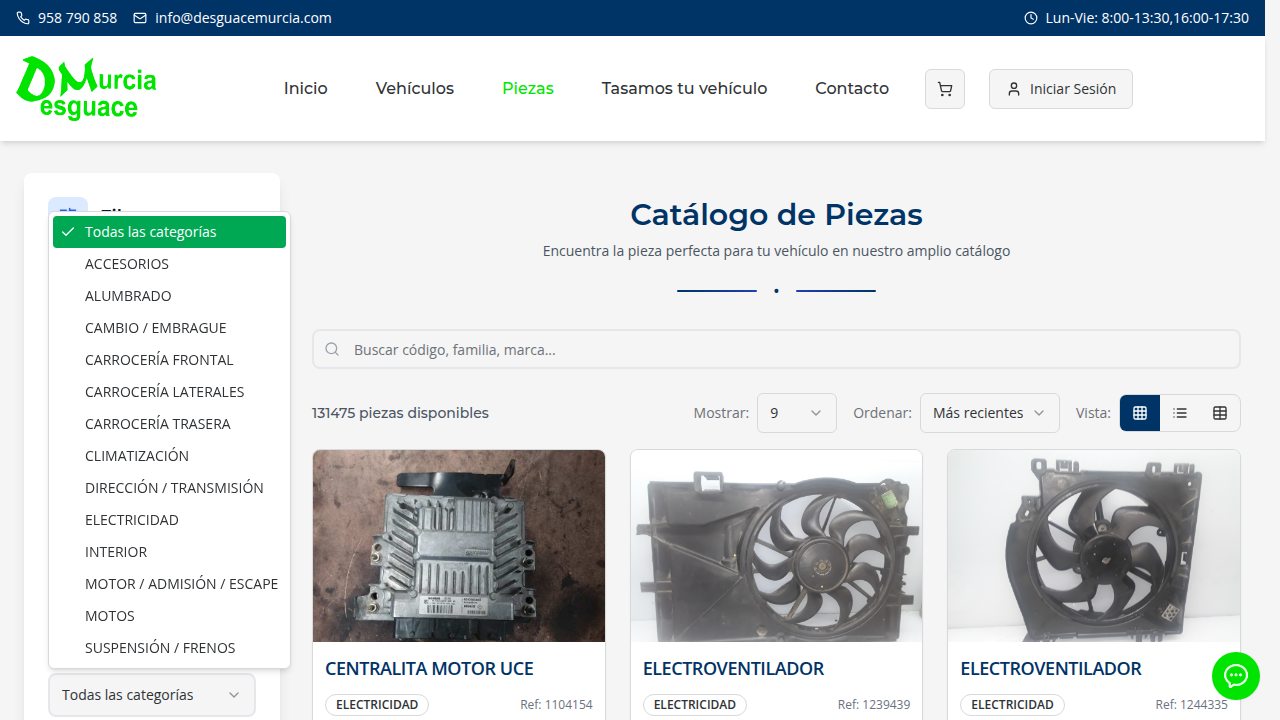 958 790 858
info@desguacemurcia.com
Lun-Vie: 8:00-13:30,16:00-17:30
DMurcia
Desguace
Inicio
Vehículos
Piezas
Tasamos tu vehículo
Contacto
Iniciar Sesión
Todas las categorías
ACCESORIOS
ALUMBRADO
CAMBIO / EMBRAGUE
CARROCERÍA FRONTAL
CARROCERÍA LATERALES
CARROCERÍA TRASERA
CLIMATIZACIÓN
DIRECCIÓN / TRANSMISIÓN
ELECTRICIDAD
INTERIOR
MOTOR / ADMISIÓN / ESCAPE
MOTOS
SUSPENSIÓN / FRENOS
Todas las categorías
Catálogo de Piezas
Encuentra la pieza perfecta para tu vehículo en nuestro amplio catálogo
Buscar código, familia, marca...
131475 piezas disponibles
Mostrar:
9
Ordenar:
Más recientes
Vista:
CENTRALITA MOTOR UCE
ELECTRICIDAD
Ref: 1104154
ELECTROVENTILADOR
ELECTRICIDAD
Ref: 1239439
ELECTROVENTILADOR
ELECTRICIDAD
Ref: 1244335